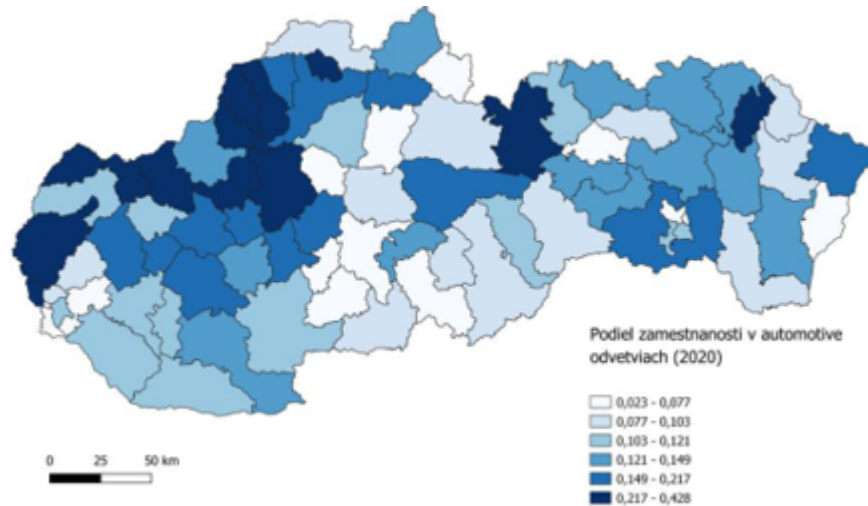 Podiel zamestnanosti v automotive
odvetviach (2020)
0,023 - 0,077
0,077 - 0,103
0,103 - 0,121
0,121 - 0,149
0,149 - 0,217
0,217 - 0,428
0 25 50 km